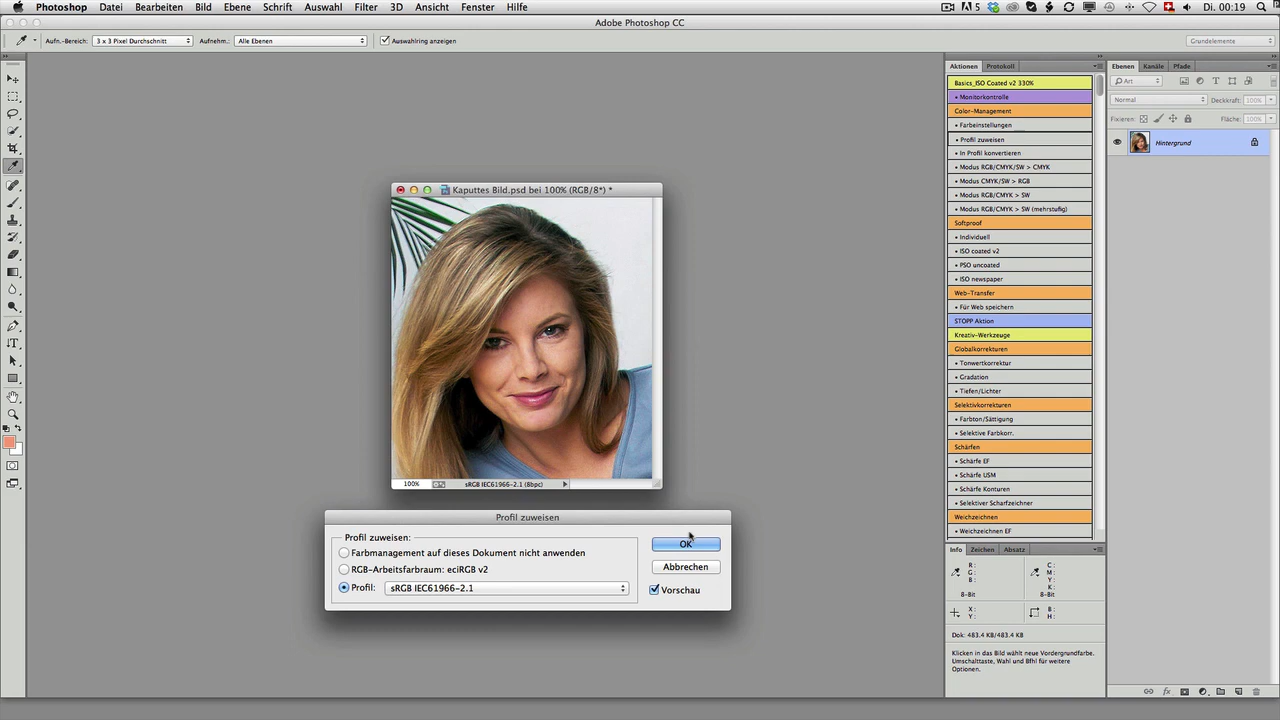 Photoshop Datei Bearbeiten Bild Ebene Schrift Auswahl Filter 3D Ansicht Fenster Hilfe 5 Di. 00:19
Adobe Photoshop CC
Aufn.-Bereich: 3 x 3 Pixel Durchschnitt Aufnehm.: Alle Ebenen Auswahlring anzeigen Grundelemente
Aktionen Protokoll
Basics_ISO Coated v2 330%
• Monitorkontrolle
Color-Management
• Farbeinstellungen
• Profil zuweisen
• In Profil konvertieren
• Modus RGB/CMYK/SW > CMYK
• Modus CMYK/SW > RGB
• Modus RGB/CMYK > SW
• Modus RGB/CMYK > SW (mehrstufig)
Softproof
• Individuell
• ISO coated v2
• PSO uncoated
• ISO newspaper
Web-Transfer
• Für Web speichern
STOPP Aktion
Kreativ-Werkzeuge
Globalkorrekturen
• Tonwertkorrektur
• Gradation
• Tiefen/Lichter
Selektivkorrekturen
• Farbton/Sättigung
• Selektive Farbkorr.
Schärfen
• Schärfe EF
• Schärfe USM
• Schärfe Konturen
• Selektiver Scharfzeichner
Weichzeichnen
• Weichzeichnen EF
Ebenen Kanäle Pfade
Art
Normal Deckkraft: 100%
Fixieren: Fläche: 100%
Hintergrund
Kaputtes Bild.psd bei 100% (RGB/8*) *
100% sRGB IEC61966-2.1 (8bpc)
Profil zuweisen
Profil zuweisen:
Farbmanagement auf dieses Dokument nicht anwenden
RGB-Arbeitsfarbraum: eciRGB v2
Profil: sRGB IEC61966-2.1
OK
Abbrechen
Vorschau
Info Zeichen Absatz
R: C:
G: M:
B: Y:
K:
8-Bit 8-Bit
X: B:
Y: H:
Dok: 483.4 KB/483.4 KB
Klicken in das Bild wählt neue Vordergrundfarbe.
Umschalttaste, Wahl und Bfhl für weitere
Optionen.